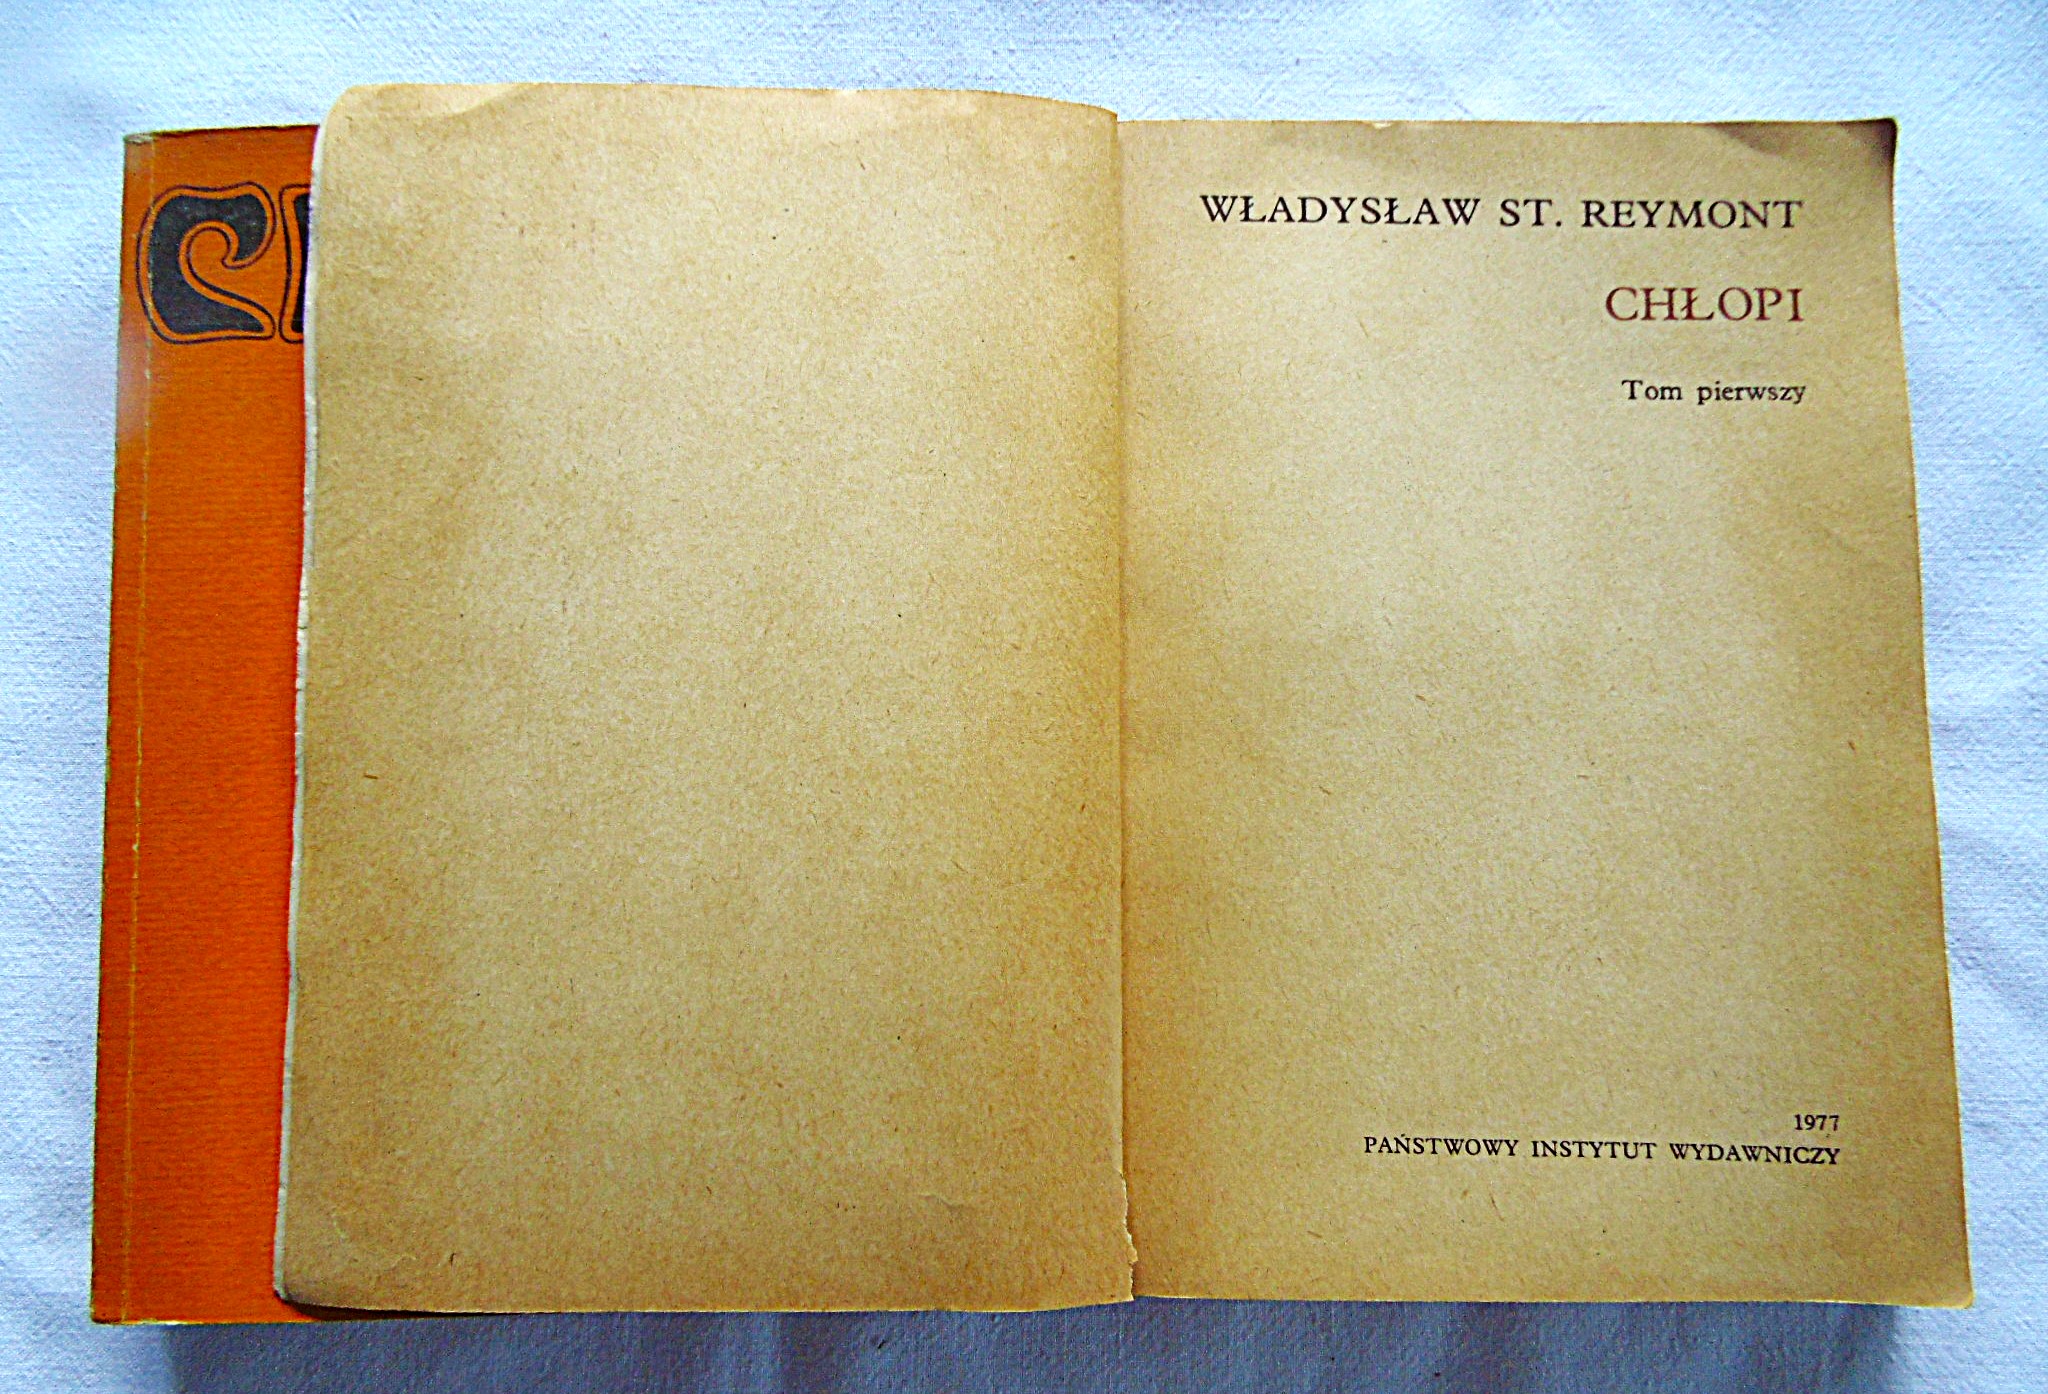 WŁADYSŁAW ST. REYMONT
CHŁOPI
Tom pierwszy
1977
PAŃSTWOWY INSTYTUT WYDAWNICZY